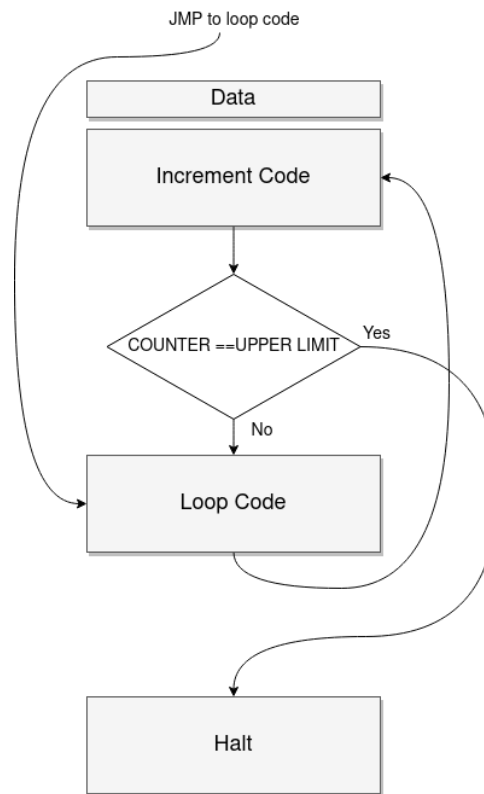 JMP to loop code
Data
Increment Code
COUNTER ==UPPER LIMIT
Yes
No
Loop Code
Halt